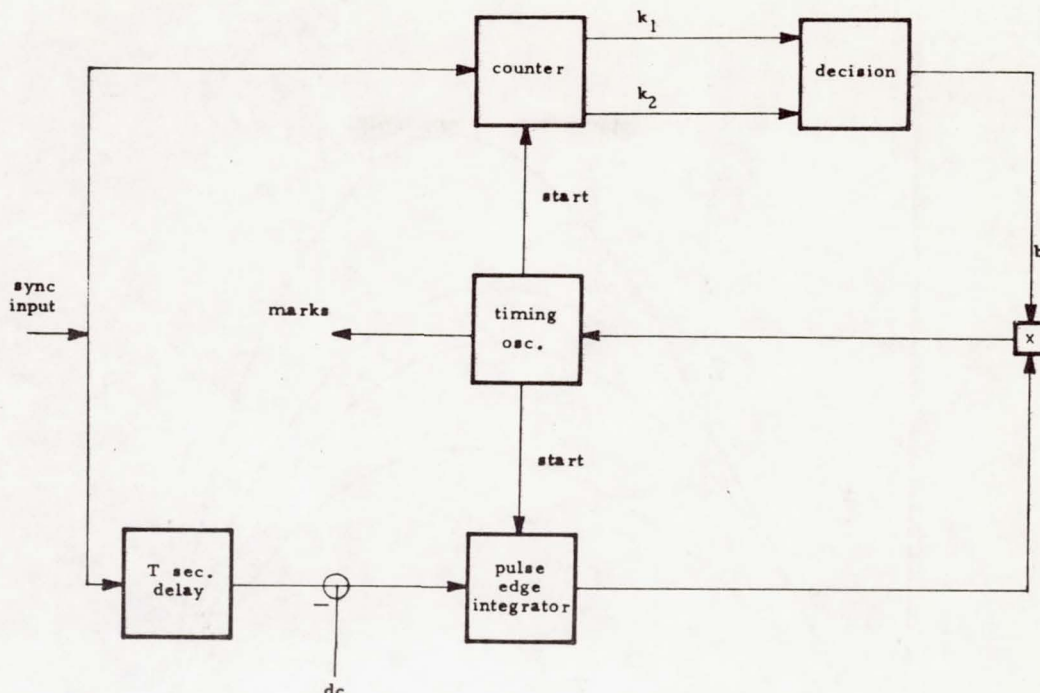 k1
counter
decision
k2
start
b
sync
input
marks
timing
osc.
x
start
T sec.
delay
pulse
edge
integrator
−
dc